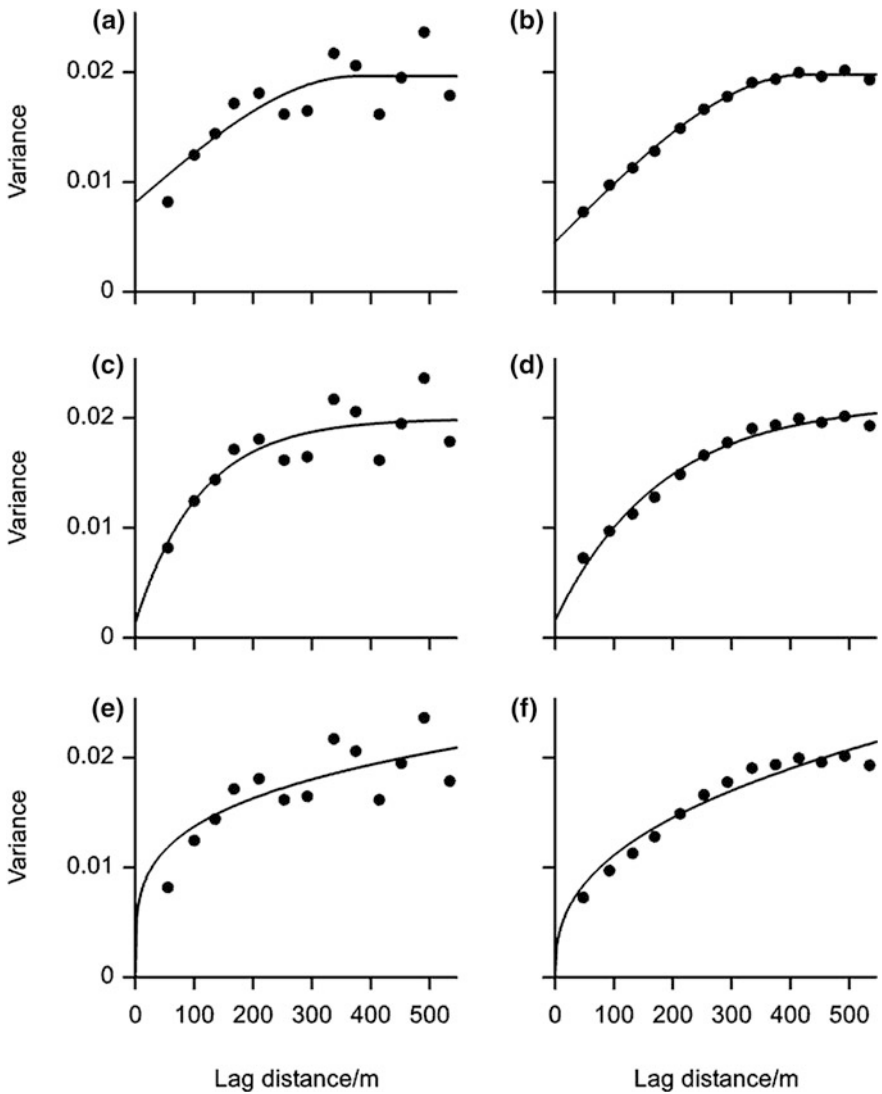 (a) (b)
0.02
Variance
0.01
0
(c) (d)
0.02
Variance
0.01
0
(e) (f)
0.02
Variance
0.01
0
0 100 200 300 400 500 0 100 200 300 400 500
Lag distance/m Lag distance/m